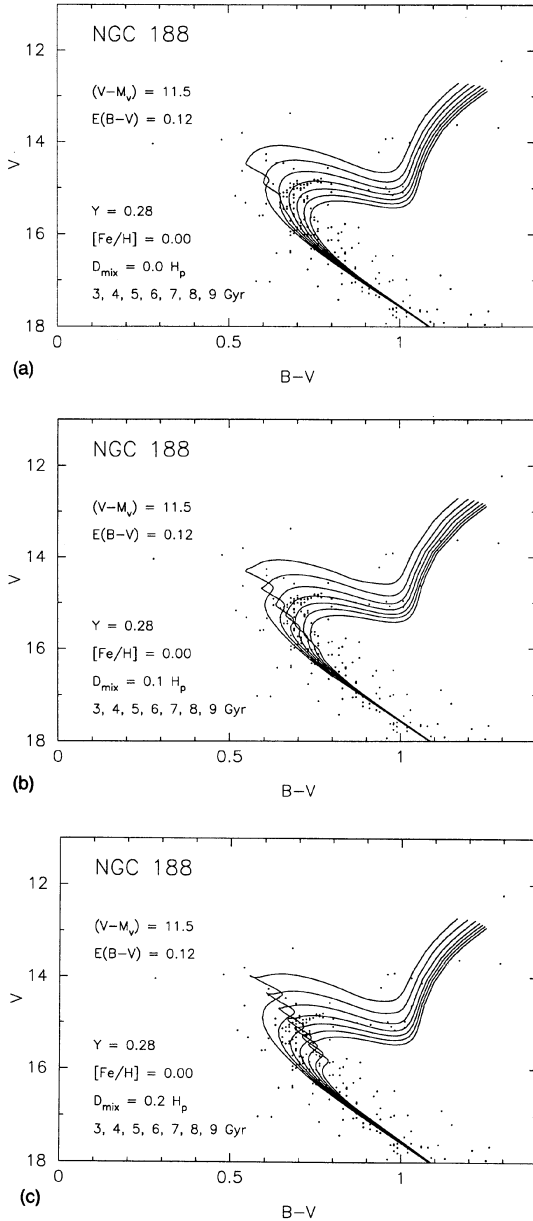 NGC 188
12
(V−Mᵥ) = 11.5
E(B−V) = 0.12
14
V
Y = 0.28
16
[Fe/H] = 0.00
D_mix = 0.0 H_p
3, 4, 5, 6, 7, 8, 9 Gyr
18
0 0.5 1
(a)
B−V
NGC 188
12
(V−Mᵥ) = 11.5
E(B−V) = 0.12
14
V
Y = 0.28
16
[Fe/H] = 0.00
D_mix = 0.1 H_p
3, 4, 5, 6, 7, 8, 9 Gyr
18
0 0.5 1
(b)
B−V
NGC 188
12
(V−Mᵥ) = 11.5
E(B−V) = 0.12
14
V
Y = 0.28
16
[Fe/H] = 0.00
D_mix = 0.2 H_p
3, 4, 5, 6, 7, 8, 9 Gyr
18
0 0.5 1
(c)
B−V